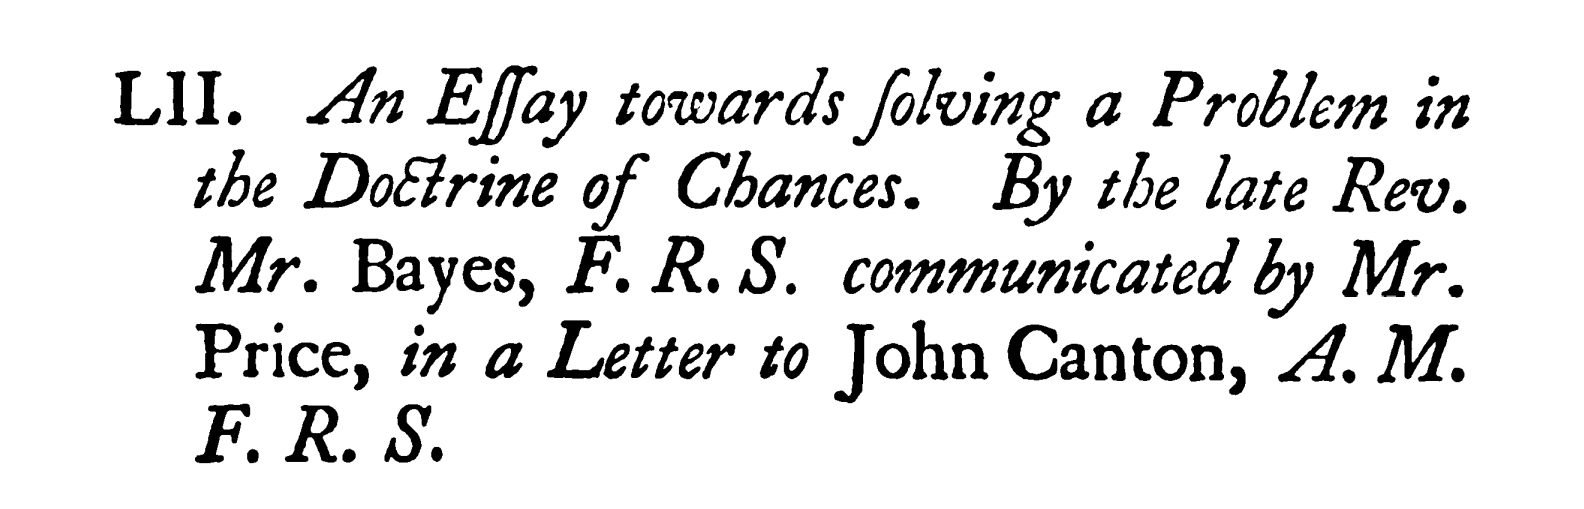 LII. An Eſſay towards ſolving a Problem in
the Doctrine of Chances. By the late Rev.
Mr. Bayes, F. R. S. communicated by Mr.
Price, in a Letter to John Canton, A. M.
F. R. S.